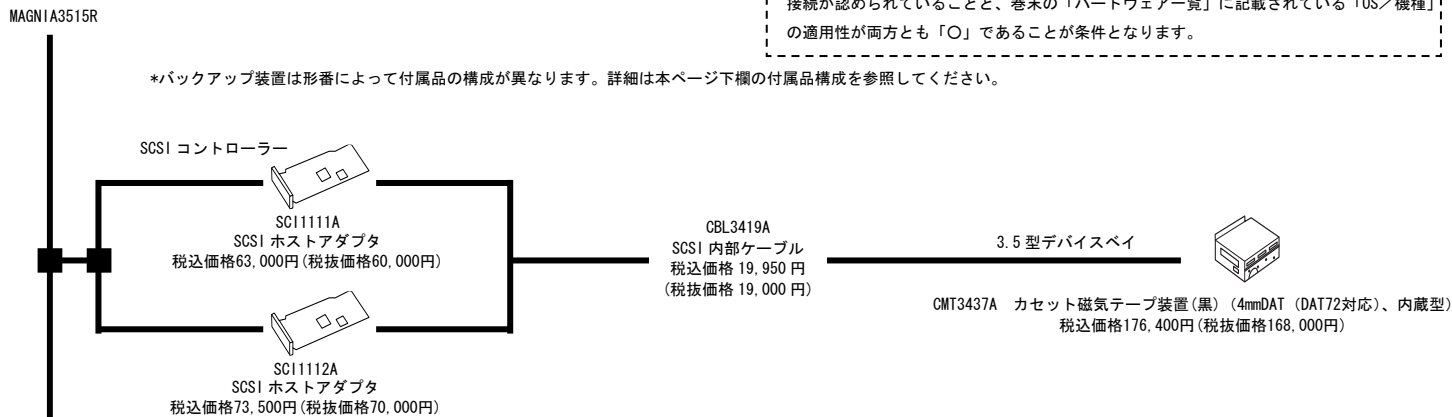 接続が認められていることと、巻末の「ハードウェア一覧」に記載されている「OS／機種」
の適用性が両方とも「〇」であることが条件となります。
MAGNIA3515R
*バックアップ装置は形番によって付属品の構成が異なります。詳細は本ページ下欄の付属品構成を参照してください。
SCSI コントローラー
SCI1111A
SCSI ホストアダプタ
税込価格63,000円(税抜価格60,000円)
CBL3419A
SCSI 内部ケーブル
税込価格 19,950 円
(税抜価格 19,000 円)
3.5 型デバイスベイ
CMT3437A カセット磁気テープ装置(黒) (4mmDAT (DAT72対応)、内蔵型)
税込価格176,400円(税抜価格168,000円)
SCI1112A
SCSI ホストアダプタ
税込価格73,500円(税抜価格70,000円)